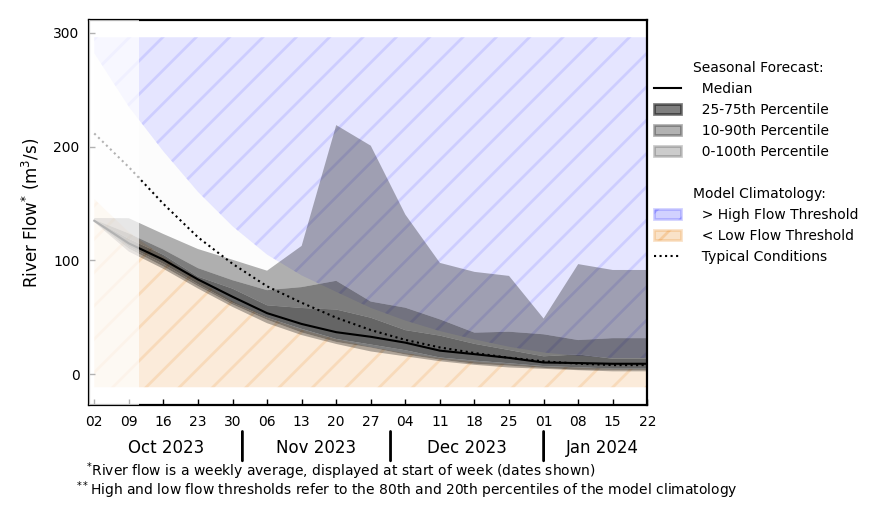 300
200
100
0
River Flow* (m³/s)
02 09 16 23 30 06 13 20 27 04 11 18 25 01 08 15 22
Oct 2023 Nov 2023 Dec 2023 Jan 2024
*River flow is a weekly average, displayed at start of week (dates shown)
** High and low flow thresholds refer to the 80th and 20th percentiles of the model climatology
Seasonal Forecast:
Median
25-75th Percentile
10-90th Percentile
0-100th Percentile
Model Climatology:
> High Flow Threshold
< Low Flow Threshold
Typical Conditions